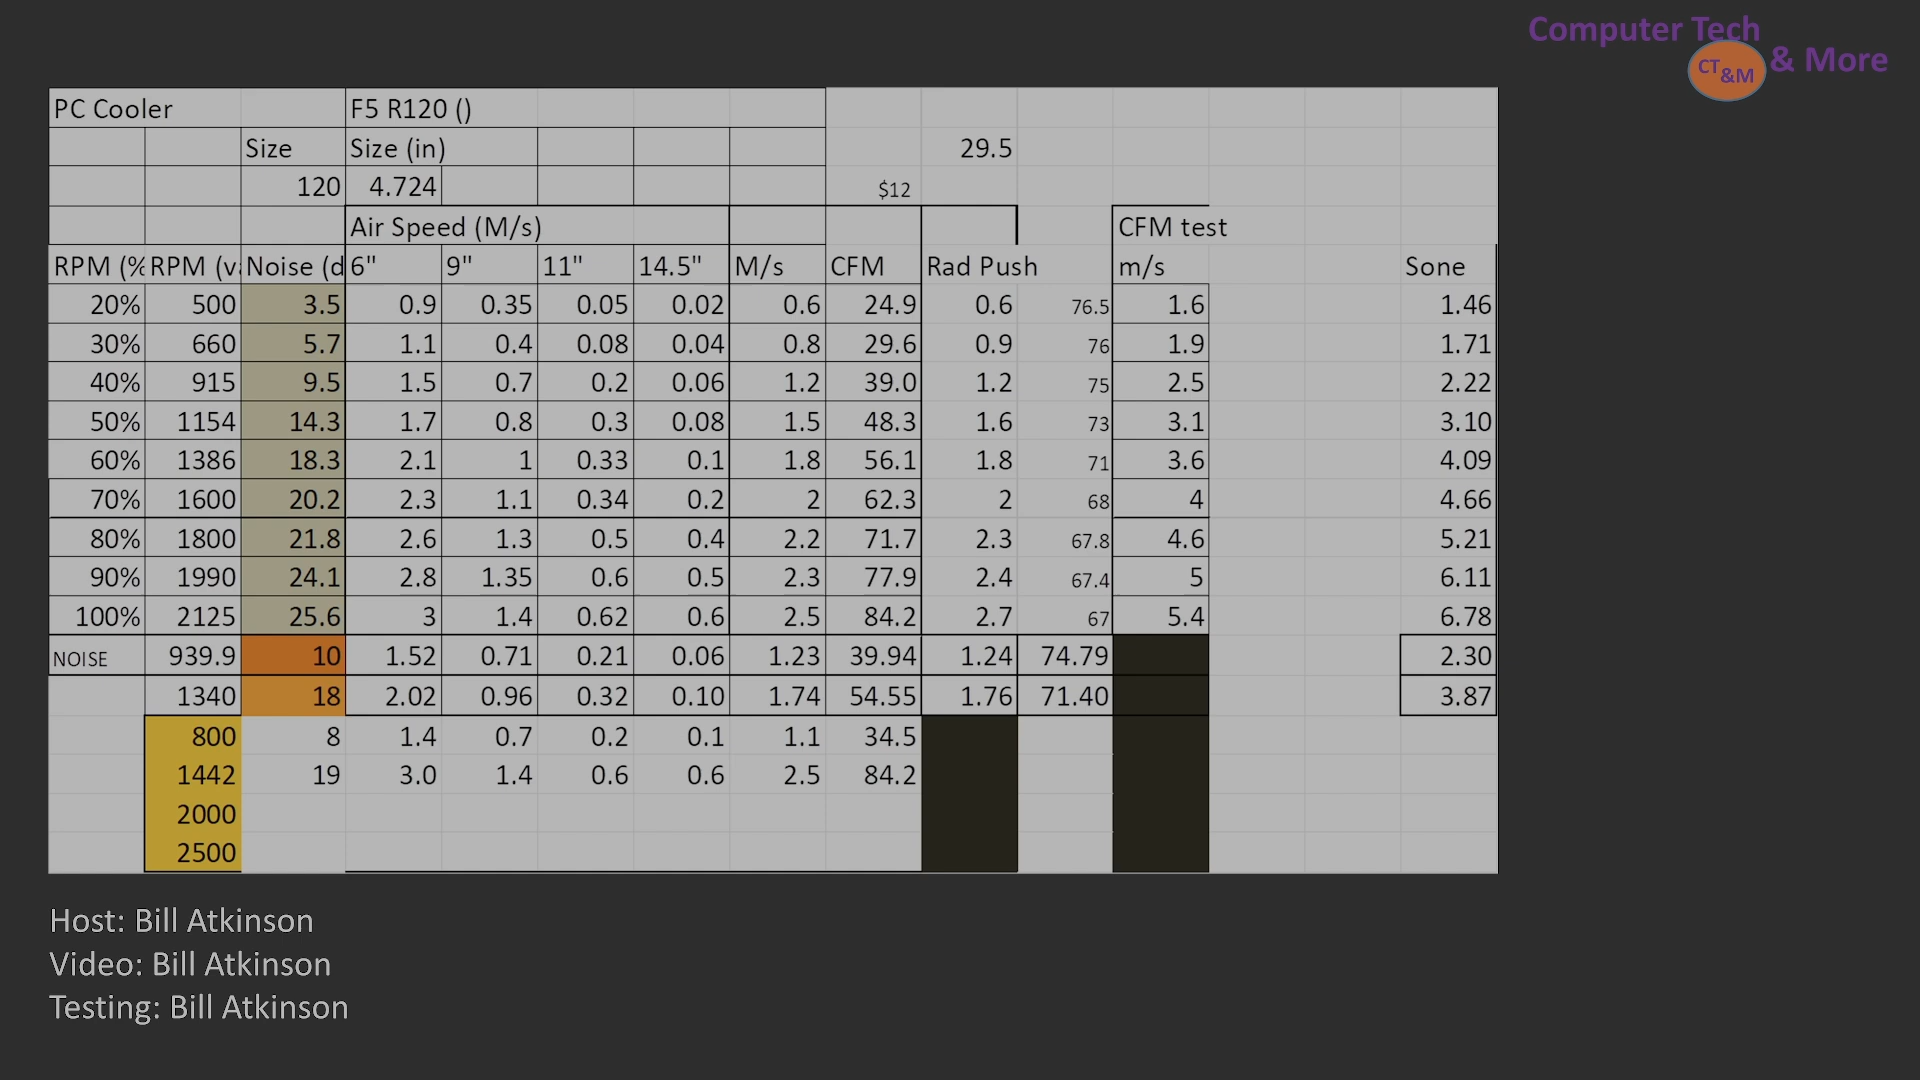 Computer Tech
& More
CT
&M
PC Cooler F5 R120 ()
Size Size (in) 29.5
120 4.724 $12
Air Speed (M/s) CFM test
RPM (% RPM (va Noise (d 6" 9" 11" 14.5" M/s CFM Rad Push m/s Sone
20% 500 3.5 0.9 0.35 0.05 0.02 0.6 24.9 0.6 76.5 1.6 1.46
30% 660 5.7 1.1 0.4 0.08 0.04 0.8 29.6 0.9 76 1.9 1.71
40% 915 9.5 1.5 0.7 0.2 0.06 1.2 39.0 1.2 75 2.5 2.22
50% 1154 14.3 1.7 0.8 0.3 0.08 1.5 48.3 1.6 73 3.1 3.10
60% 1386 18.3 2.1 1 0.33 0.1 1.8 56.1 1.8 71 3.6 4.09
70% 1600 20.2 2.3 1.1 0.34 0.2 2 62.3 2 68 4 4.66
80% 1800 21.8 2.6 1.3 0.5 0.4 2.2 71.7 2.3 67.8 4.6 5.21
90% 1990 24.1 2.8 1.35 0.6 0.5 2.3 77.9 2.4 67.4 5 6.11
100% 2125 25.6 3 1.4 0.62 0.6 2.5 84.2 2.7 67 5.4 6.78
NOISE 939.9 10 1.52 0.71 0.21 0.06 1.23 39.94 1.24 74.79 2.30
1340 18 2.02 0.96 0.32 0.10 1.74 54.55 1.76 71.40 3.87
800 8 1.4 0.7 0.2 0.1 1.1 34.5
1442 19 3.0 1.4 0.6 0.6 2.5 84.2
2000
2500
Host: Bill Atkinson
Video: Bill Atkinson
Testing: Bill Atkinson